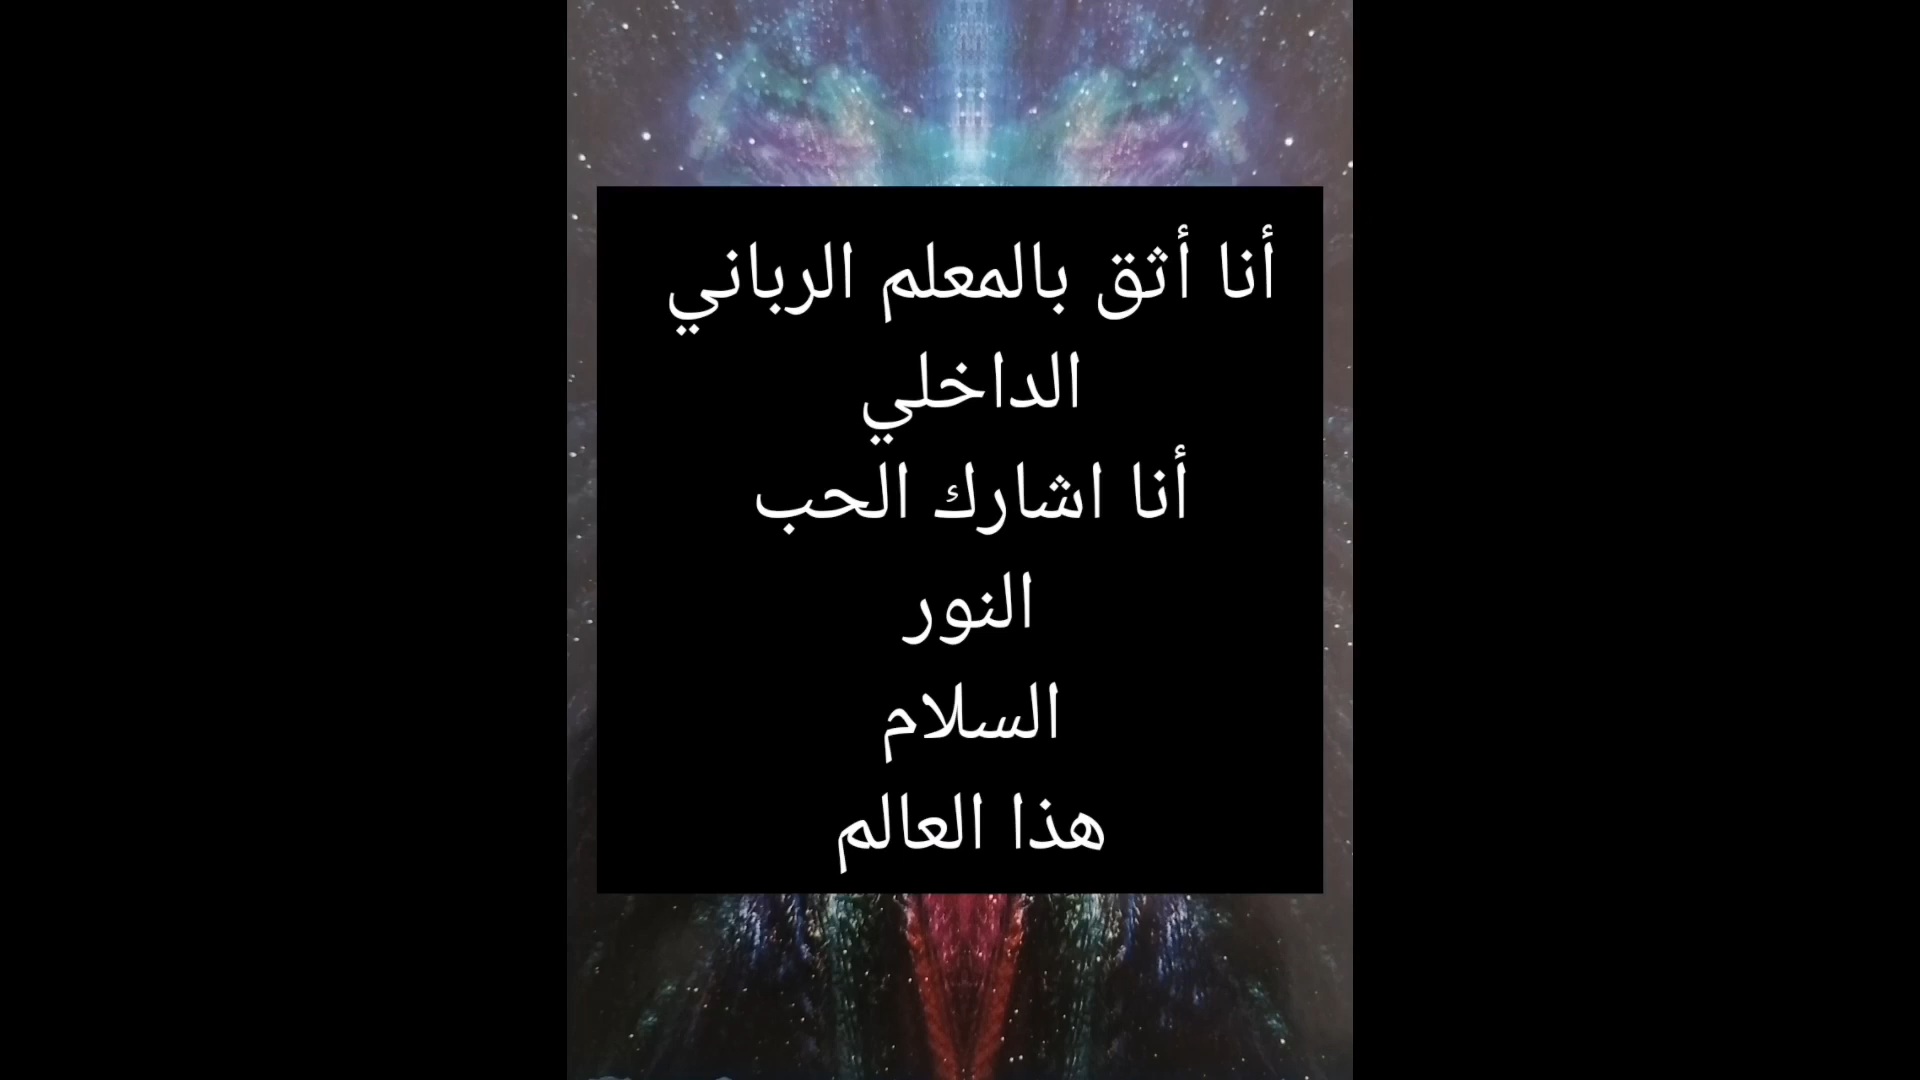 أنا أثق بالمعلم الرباني
الداخلي
أنا اشارك الحب
النور
السلام
هذا العالم